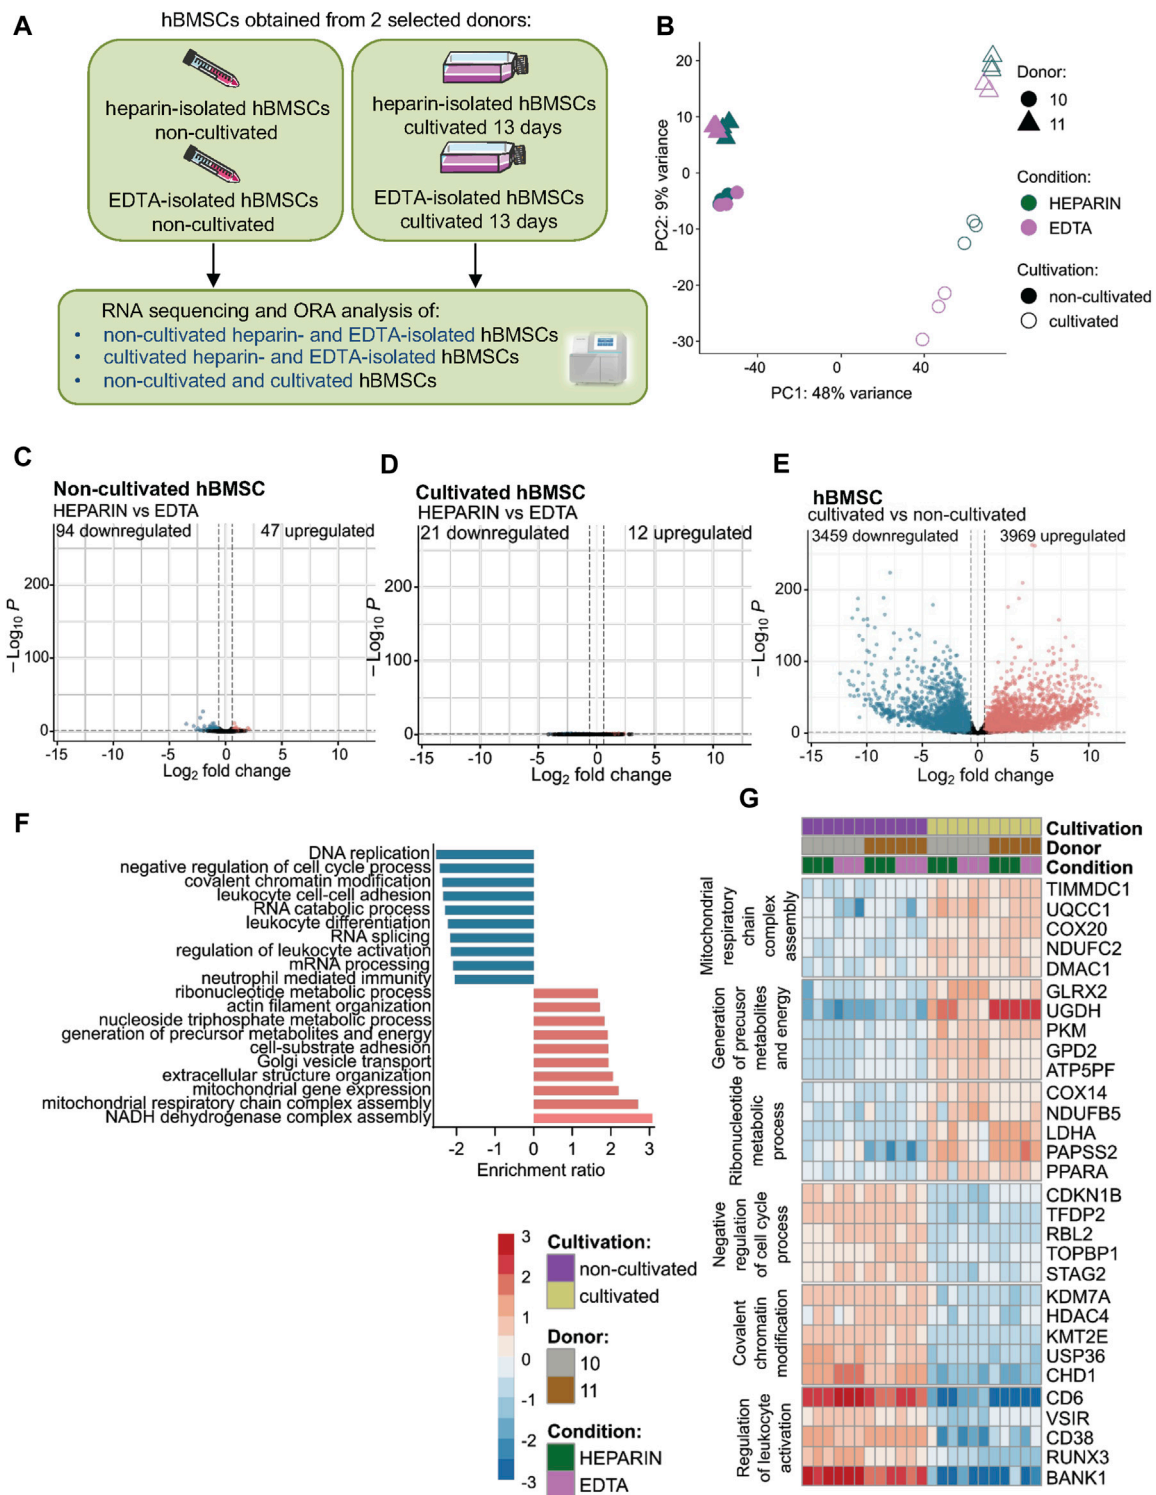 A
hBMSCs obtained from 2 selected donors:
heparin-isolated hBMSCs
non-cultivated
EDTA-isolated hBMSCs
non-cultivated
heparin-isolated hBMSCs
cultivated 13 days
EDTA-isolated hBMSCs
cultivated 13 days
RNA sequencing and ORA analysis of:
• non-cultivated heparin- and EDTA-isolated hBMSCs
• cultivated heparin- and EDTA-isolated hBMSCs
• non-cultivated and cultivated hBMSCs
B
PC2: 9% variance
20
10
0
-10
-20
-30
-40
0
40
PC1: 48% variance
Donor:
10
11
Condition:
HEPARIN
EDTA
Cultivation:
non-cultivated
cultivated
C
Non-cultivated hBMSC
HEPARIN vs EDTA
94 downregulated
47 upregulated
– Log10 P
200
100
0
-15 -10 -5 0 5 10
Log2 fold change
D
Cultivated hBMSC
HEPARIN vs EDTA
21 downregulated
12 upregulated
– Log10 P
200
100
0
-15 -10 -5 0 5 10
Log2 fold change
E
hBMSC
cultivated vs non-cultivated
3459 downregulated
3969 upregulated
– Log10 P
200
100
0
-15 -10 -5 0 5 10
Log2 fold change
F
DNA replication
negative regulation of cell cycle process
covalent chromatin modification
leukocyte cell-cell adhesion
RNA catabolic process
leukocyte differentiation
RNA splicing
regulation of leukocyte activation
mRNA processing
neutrophil mediated immunity
ribonucleotide metabolic process
actin filament organization
nucleoside triphosphate metabolic process
generation of precursor metabolites and energy
cell-substrate adhesion
Golgi vesicle transport
extracellular structure organization
mitochondrial gene expression
mitochondrial respiratory chain complex assembly
NADH dehydrogenase complex assembly
-2 -1 0 1 2 3
Enrichment ratio
G
Cultivation
Donor
Condition
Mitochondrial
respiratory
chain
complex
assembly
TIMMDC1
UQCC1
COX20
NDUFC2
DMAC1
Generation
of precusor
metabolites
and energy
GLRX2
UGDH
PKM
GPD2
ATP5PF
Ribonucleotide
metabolic
process
COX14
NDUFB5
LDHA
PAPSS2
PPARA
Negative
regulation
of cell cycle
process
CDKN1B
TFDP2
RBL2
TOPBP1
STAG2
Covalent
chromatin
modification
KDM7A
HDAC4
KMT2E
USP36
CHD1
Regulation
of leukocyte
activation
CD6
VSIR
CD38
RUNX3
BANK1
3
2
1
0
-1
-2
-3
Cultivation:
non-cultivated
cultivated
Donor:
10
11
Condition:
HEPARIN
EDTA